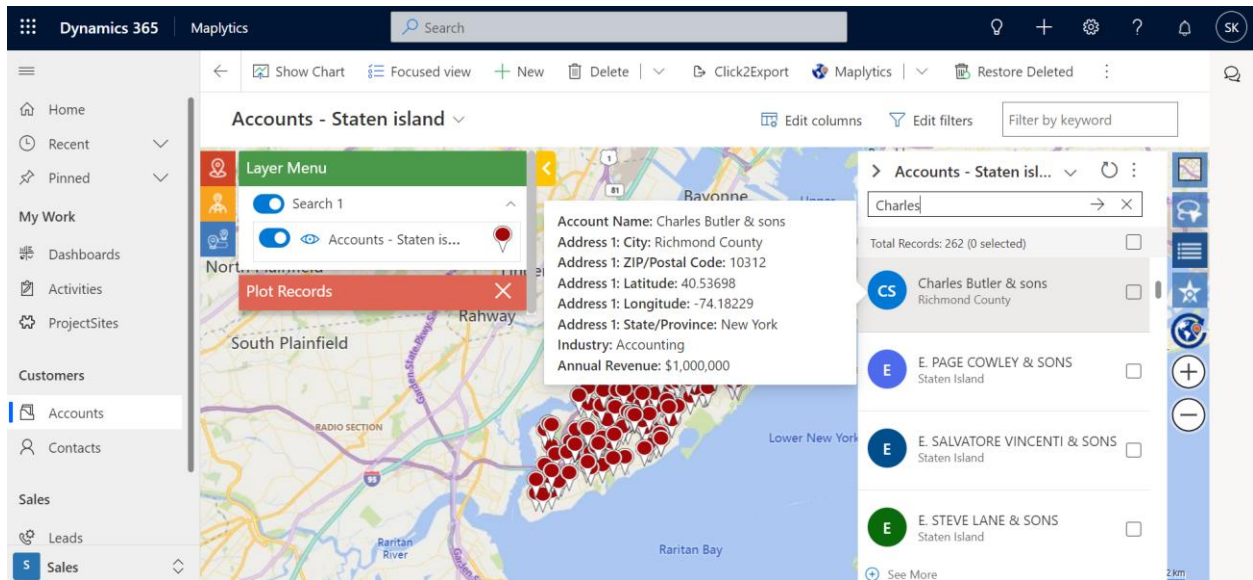 Dynamics 365
Maplytics
Search
SK
Show Chart
Focused view
New
Delete
Click2Export
Maplytics
Restore Deleted
Home
Recent
Pinned
My Work
Dashboards
Activities
ProjectSites
Customers
Accounts
Contacts
Sales
Leads
S Sales
Accounts - Staten island
Edit columns
Edit filters
Filter by keyword
Layer Menu
Search 1
Accounts - Staten is...
Plot Records
1
81
Bayonne
Rahway
South Plainfield
RADIO SECTION
95
Lower New York
Raritan
River
Raritan Bay
Account Name: Charles Butler & sons
Address 1: City: Richmond County
Address 1: ZIP/Postal Code: 10312
Address 1: Latitude: 40.53698
Address 1: Longitude: -74.18229
Address 1: State/Province: New York
Industry: Accounting
Annual Revenue: $1,000,000
Accounts - Staten isl...
Charles
Total Records: 262 (0 selected)
CS
Charles Butler & sons
Richmond County
E
E. PAGE COWLEY & SONS
Staten Island
E
E. SALVATORE VINCENTI & SONS
Staten Island
E
E. STEVE LANE & SONS
Staten Island
See More
2 km